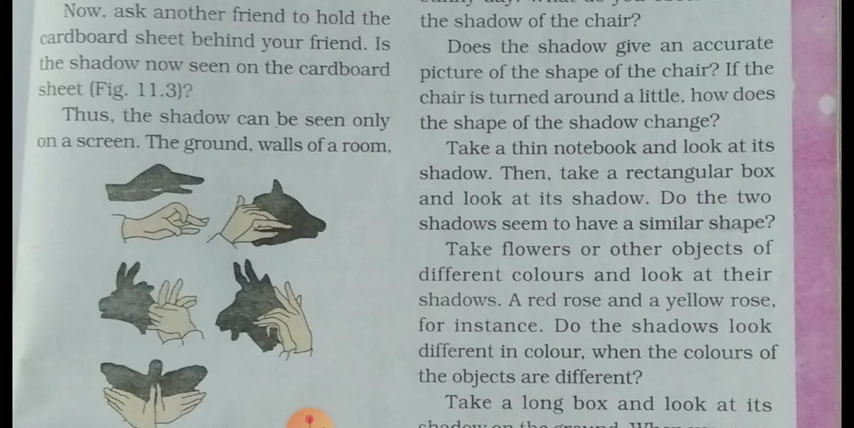 Now, ask another friend to hold the
cardboard sheet behind your friend. Is
the shadow now seen on the cardboard
sheet (Fig. 11.3)?
Thus, the shadow can be seen only
on a screen. The ground, walls of a room,
the shadow of the chair?
Does the shadow give an accurate
picture of the shape of the chair? If the
chair is turned around a little, how does
the shape of the shadow change?
Take a thin notebook and look at its
shadow. Then, take a rectangular box
and look at its shadow. Do the two
shadows seem to have a similar shape?
Take flowers or other objects of
different colours and look at their
shadows. A red rose and a yellow rose,
for instance. Do the shadows look
different in colour, when the colours of
the objects are different?
Take a long box and look at its
shadow on the ground. When